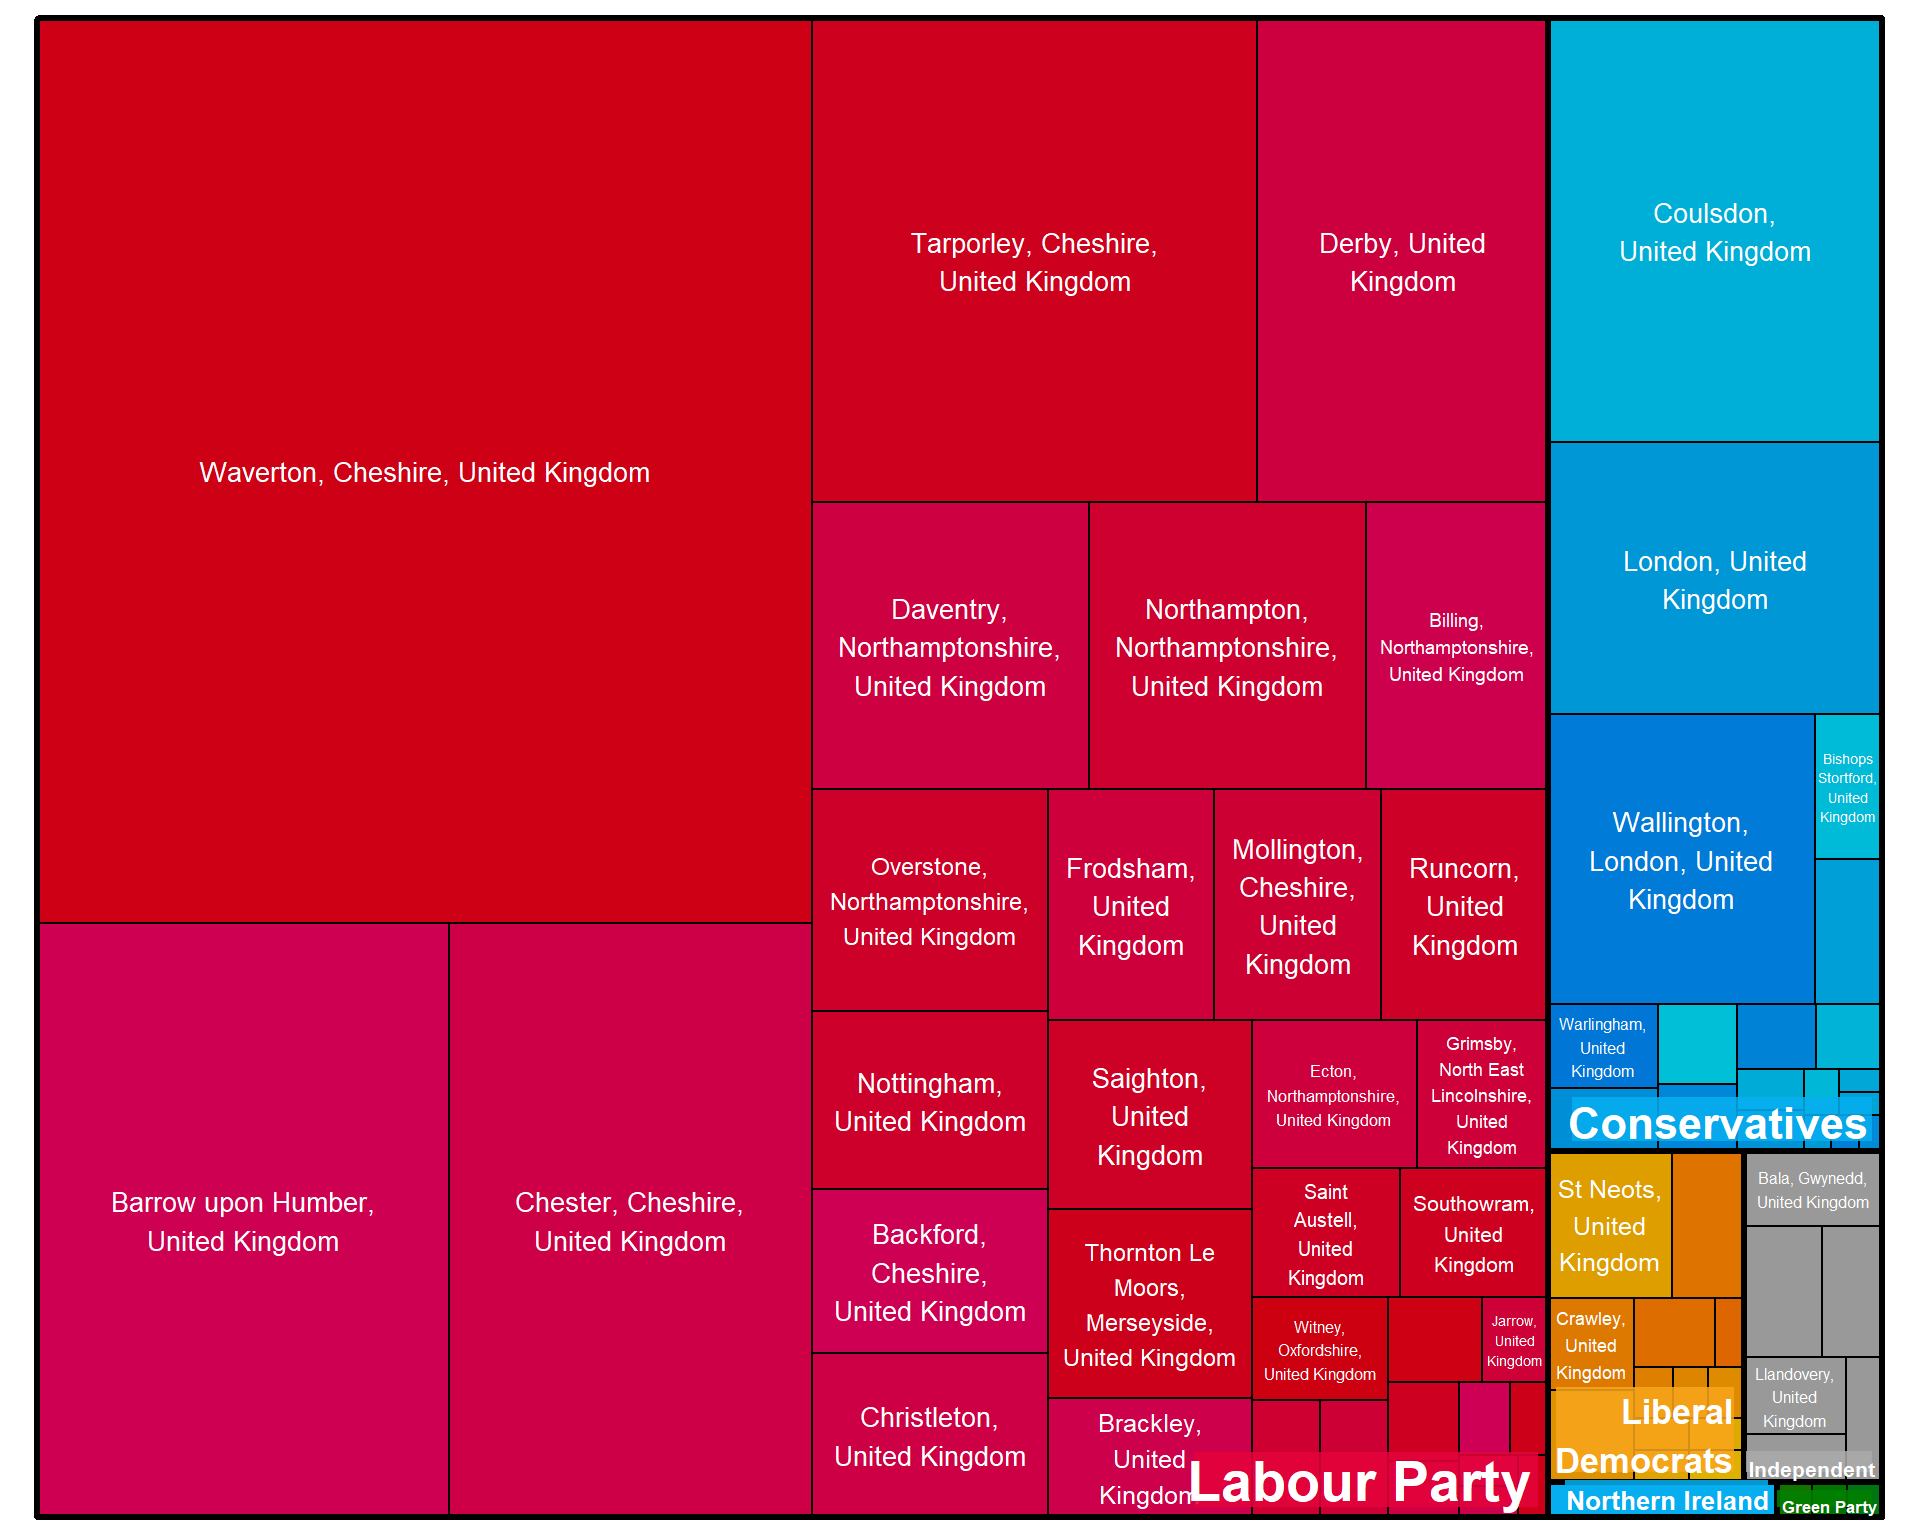 Waverton, Cheshire, United Kingdom
Barrow upon Humber,
United Kingdom
Chester, Cheshire,
United Kingdom
Tarporley, Cheshire,
United Kingdom
Derby, United
Kingdom
Daventry,
Northamptonshire,
United Kingdom
Northampton,
Northamptonshire,
United Kingdom
Billing,
Northamptonshire,
United Kingdom
Overstone,
Northamptonshire,
United Kingdom
Frodsham,
United
Kingdom
Mollington,
Cheshire,
United
Kingdom
Runcorn,
United
Kingdom
Nottingham,
United Kingdom
Backford,
Cheshire,
United Kingdom
Christleton,
United Kingdom
Saighton,
United
Kingdom
Thornton Le
Moors,
Merseyside,
United Kingdom
Brackley,
United
Kingdom
Ecton,
Northamptonshire,
United Kingdom
Grimsby,
North East
Lincolnshire,
United
Kingdom
Saint
Austell,
United
Kingdom
Southowram,
United
Kingdom
Witney,
Oxfordshire,
United Kingdom
Jarrow,
United
Kingdom
Labour Party
Coulsdon,
United Kingdom
London, United
Kingdom
Wallington,
London, United
Kingdom
Bishops
Stortford,
United
Kingdom
Warlingham,
United
Kingdom
Conservatives
St Neots,
United
Kingdom
Crawley,
United
Kingdom
Liberal
Democrats
Bala, Gwynedd,
United Kingdom
Llandovery,
United
Kingdom
Independent
Northern Ireland
Green Party